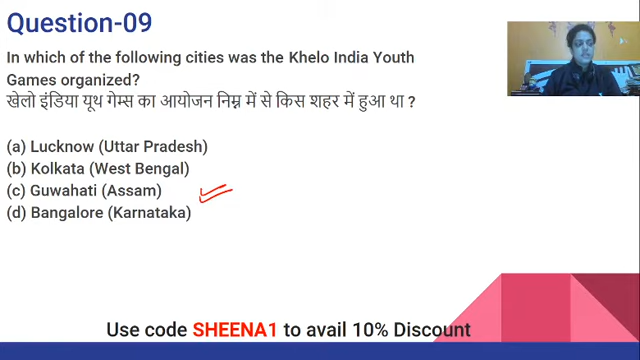 Question-09
In which of the following cities was the Khelo India Youth
Games organized?
खेलो इंडिया यूथ गेम्स का आयोजन निम्न में से किस शहर में हुआ था ?
(a) Lucknow (Uttar Pradesh)
(b) Kolkata (West Bengal)
(c) Guwahati (Assam)
(d) Bangalore (Karnataka)
Use code SHEENA1 to avail 10% Discount